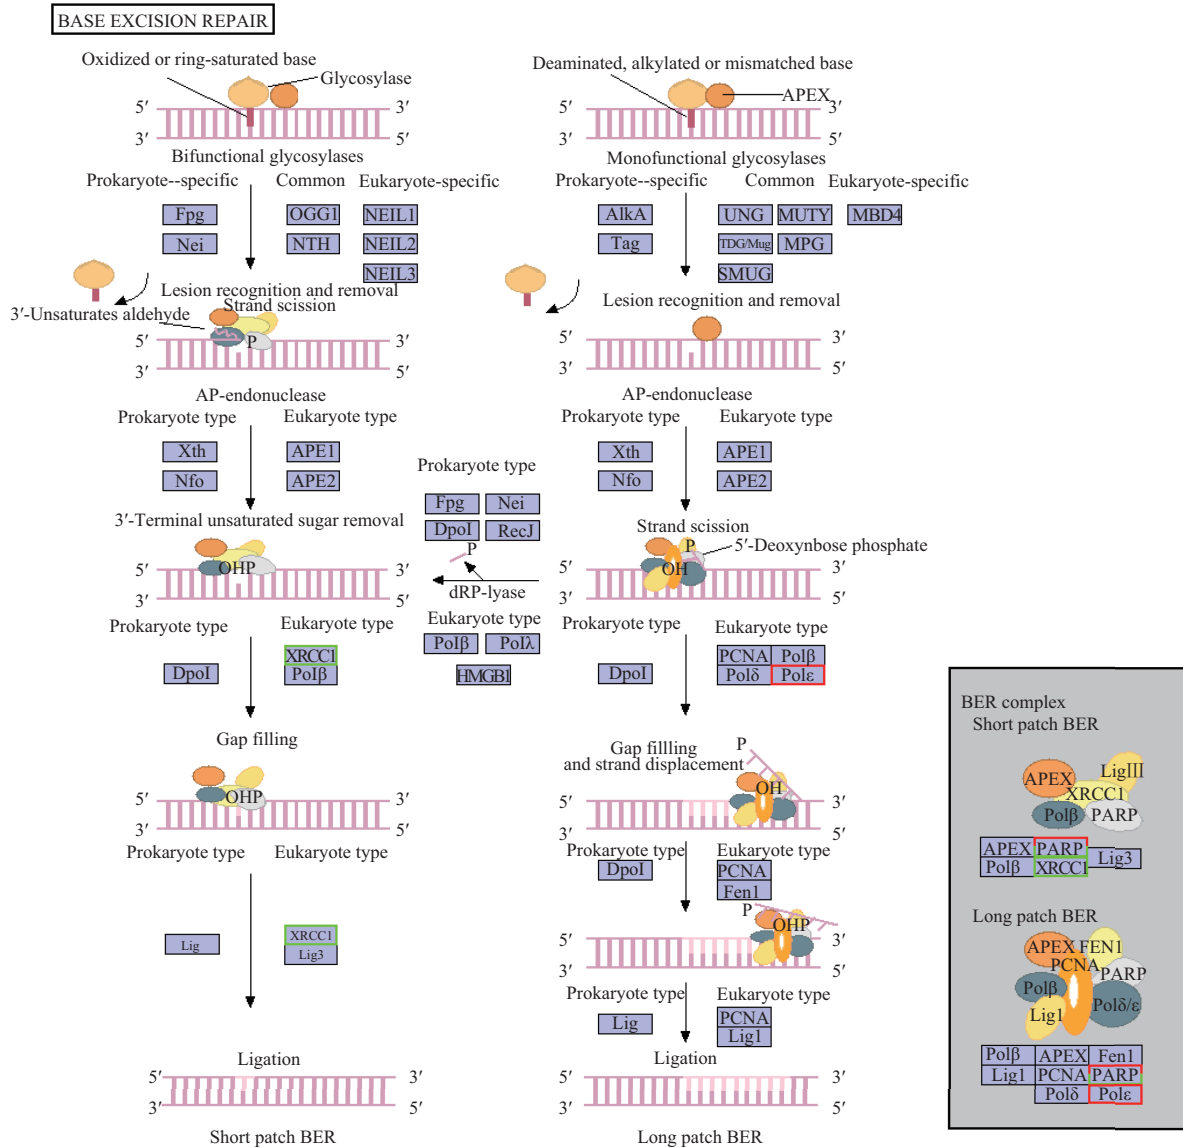 BASE EXCISION REPAIR
Oxidized or ring-saturated base
Glycosylase
5′ 3′
3′ 5′
Bifunctional glycosylases
Prokaryote--specific Common Eukaryote-specific
Fpg OGG1 NEIL1
Nei NTH NEIL2
NEIL3
Lesion recognition and removal
Strand scission
3′-Unsaturates aldehyde
P
5′ 3′
3′ 5′
AP-endonuclease
Prokaryote type Eukaryote type
Xth APE1
Nfo APE2
3′-Terminal unsaturated sugar removal
OHP
5′ 3′
3′ 5′
Prokaryote type Eukaryote type
XRCC1
DpoI PoIβ
Gap filling
OHP
5′ 3′
3′ 5′
Prokaryote type Eukaryote type
XRCC1
Lig Lig3
Ligation
5′ 3′
3′ 5′
Short patch BER
Prokaryote type
Fpg Nei
DpoI RecJ
P
dRP-lyase
Eukaryote type
PoIβ PoIλ
HMGB1
Deaminated, alkylated or mismatched base
APEX
5′ 3′
3′ 5′
Monofunctional glycosylases
Prokaryote--specific Common Eukaryote-specific
AlkA UNG MUTY MBD4
Tag TDG/Mug MPG
SMUG
Lesion recognition and removal
5′ 3′
3′ 5′
AP-endonuclease
Prokaryote type Eukaryote type
Xth APE1
Nfo APE2
Strand scission
P
5′-Deoxynbose phosphate
OH
5′ 3′
3′ 5′
Prokaryote type Eukaryote type
PCNA Polβ
DpoI Polδ Polε
Gap fillling
and strand displacement
P
OH
5′ 3′
3′ 5′
Prokaryote type Eukaryote type
DpoI PCNA
Fen1
P
OHP
5′ 3′
3′ 5′
Prokaryote type Eukaryote type
Lig PCNA
Lig1
Ligation
5′ 3′
3′ 5′
Long patch BER
BER complex
Short patch BER
APEX LigIII
XRCC1
Polβ PARP
APEX PARP Lig3
Polβ XRCC1
Long patch BER
APEX FEN1
PCNA PARP
Polβ
Lig1 Polδ/ε
Polβ APEX Fen1
Lig1 PCNA PARP
Polδ Polε